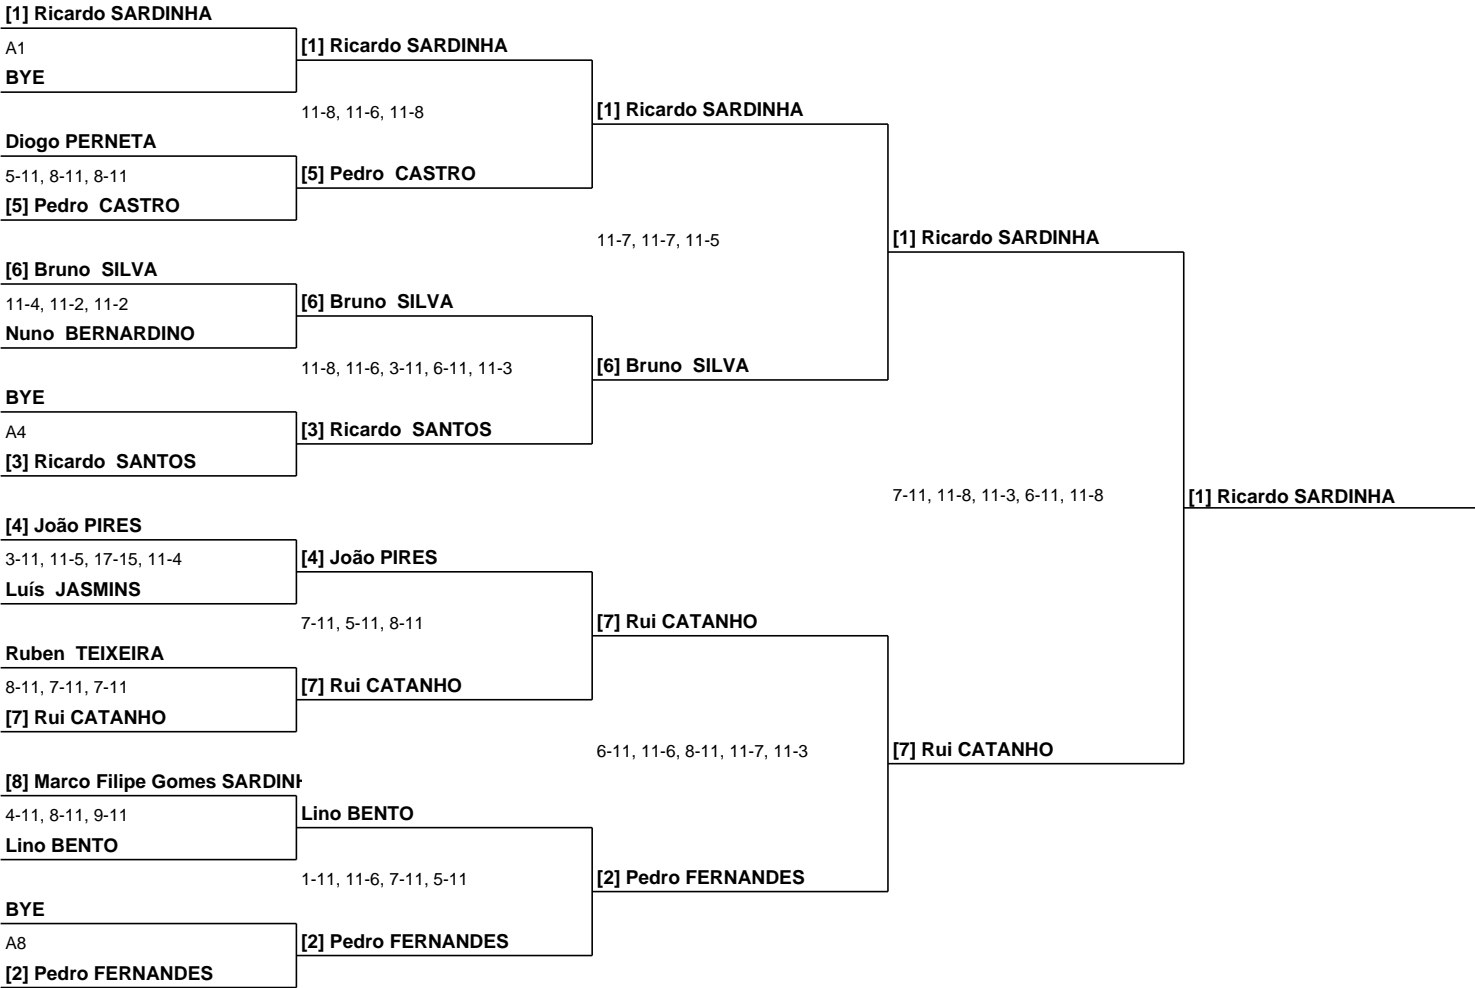 [1] Ricardo SARDINHA
A1
BYE
Diogo PERNETA
5-11, 8-11, 8-11
[5] Pedro CASTRO
[6] Bruno SILVA
11-4, 11-2, 11-2
Nuno BERNARDINO
BYE
A4
[3] Ricardo SANTOS
[4] João PIRES
3-11, 11-5, 17-15, 11-4
Luís JASMINS
Ruben TEIXEIRA
8-11, 7-11, 7-11
[7] Rui CATANHO
[8] Marco Filipe Gomes SARDINH
4-11, 8-11, 9-11
Lino BENTO
BYE
A8
[2] Pedro FERNANDES
[1] Ricardo SARDINHA
11-8, 11-6, 11-8
[5] Pedro CASTRO
[6] Bruno SILVA
11-8, 11-6, 3-11, 6-11, 11-3
[3] Ricardo SANTOS
[4] João PIRES
7-11, 5-11, 8-11
[7] Rui CATANHO
Lino BENTO
1-11, 11-6, 7-11, 5-11
[2] Pedro FERNANDES
[1] Ricardo SARDINHA
11-7, 11-7, 11-5
[6] Bruno SILVA
[7] Rui CATANHO
6-11, 11-6, 8-11, 11-7, 11-3
[2] Pedro FERNANDES
[1] Ricardo SARDINHA
7-11, 11-8, 11-3, 6-11, 11-8
[7] Rui CATANHO
[1] Ricardo SARDINHA